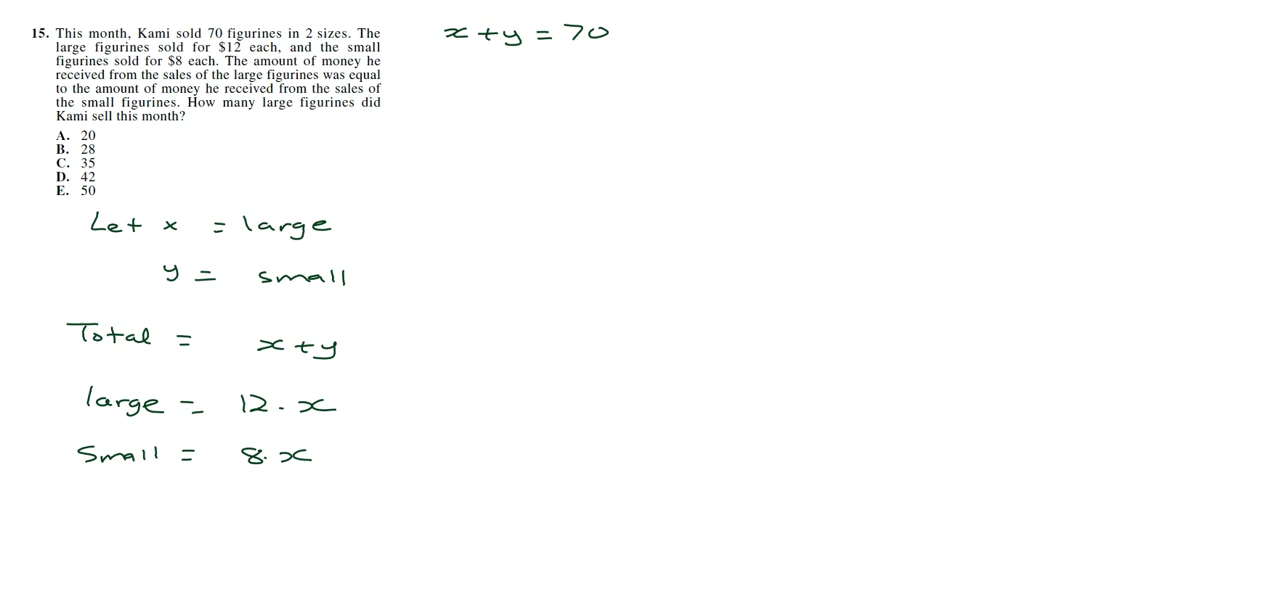 15. This month, Kami sold 70 figurines in 2 sizes. The
large figurines sold for $12 each, and the small
figurines sold for $8 each. The amount of money he
received from the sales of the large figurines was equal
to the amount of money he received from the sales of
the small figurines. How many large figurines did
Kami sell this month?
A. 20
B. 28
C. 35
D. 42
E. 50
x + y = 70
Let x = large
y = small
Total = x + y
large = 12 . x
Small = 8 . x